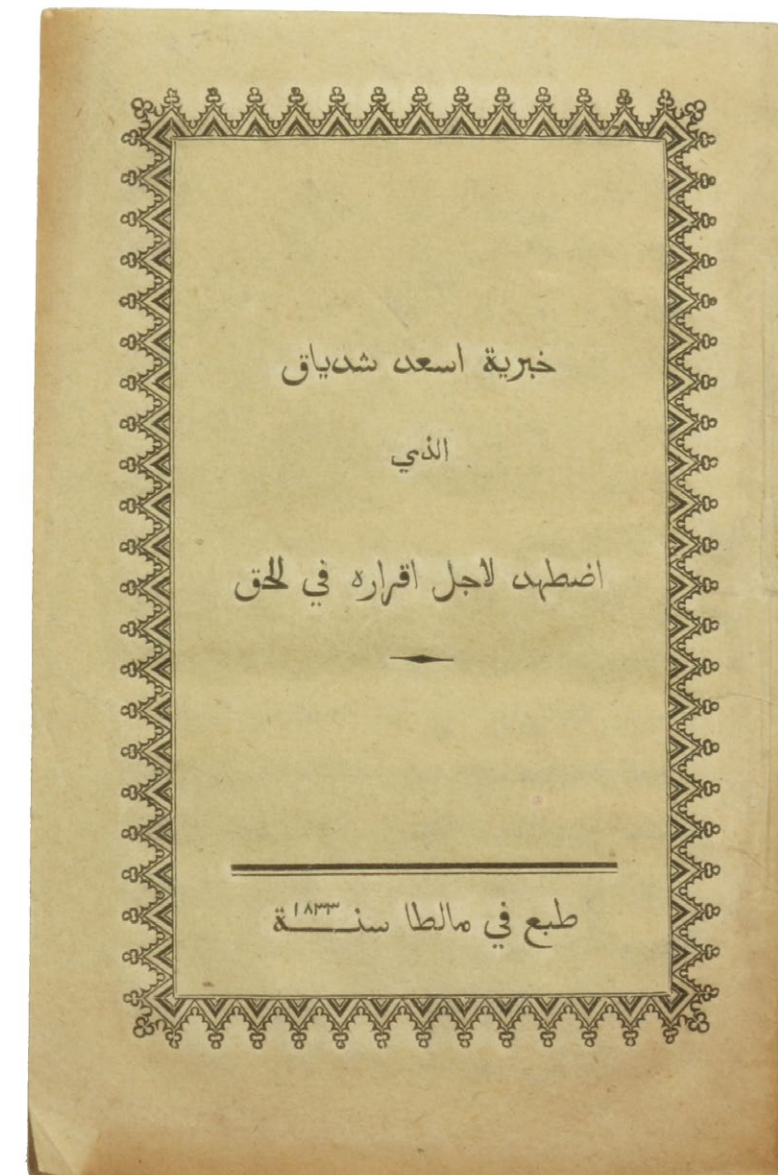 خبرية اسعد شدياق
الذي
اضطهد لاجل اقراره في الحق
طبع في مالطا سنة ١٨٣٣